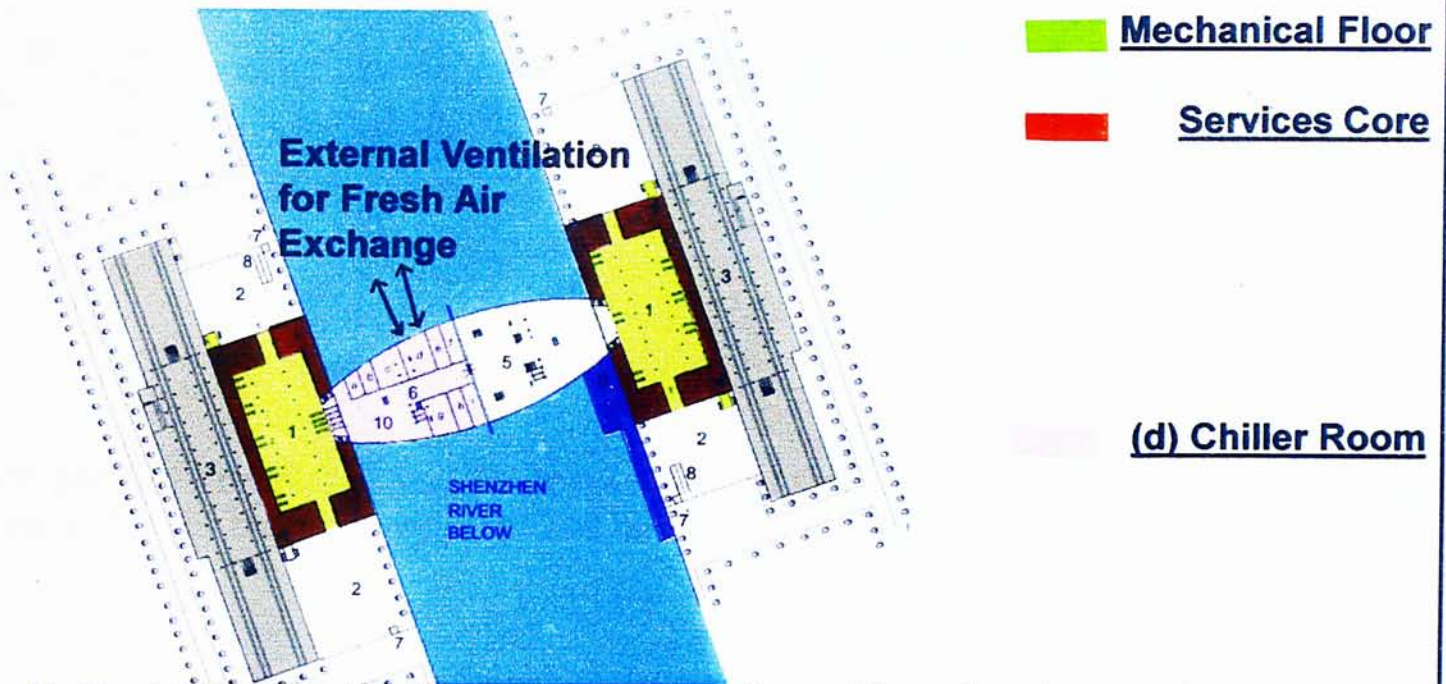 Mechanical Floor
Services Core
(d) Chiller Room
External Ventilation
for Fresh Air
Exchange
SHENZHEN
RIVER
BELOW
7
8
2
1
3
2
7
10
6
5
1
3
2
8
7
7